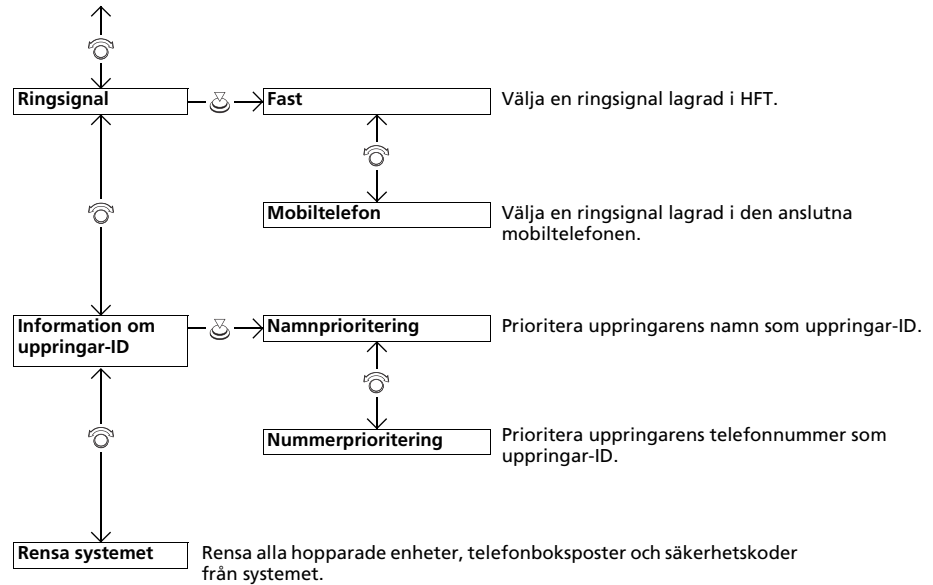 Ringsignal
Fast
Välja en ringsignal lagrad i HFT.
Mobiltelefon
Välja en ringsignal lagrad i den anslutna
mobiltelefonen.
Information om
uppringar-ID
Namnprioritering
Prioritera uppringarens namn som uppringar-ID.
Nummerprioritering
Prioritera uppringarens telefonnummer som
uppringar-ID.
Rensa systemet
Rensa alla hopparade enheter, telefonboksposter och säkerhetskoder
från systemet.